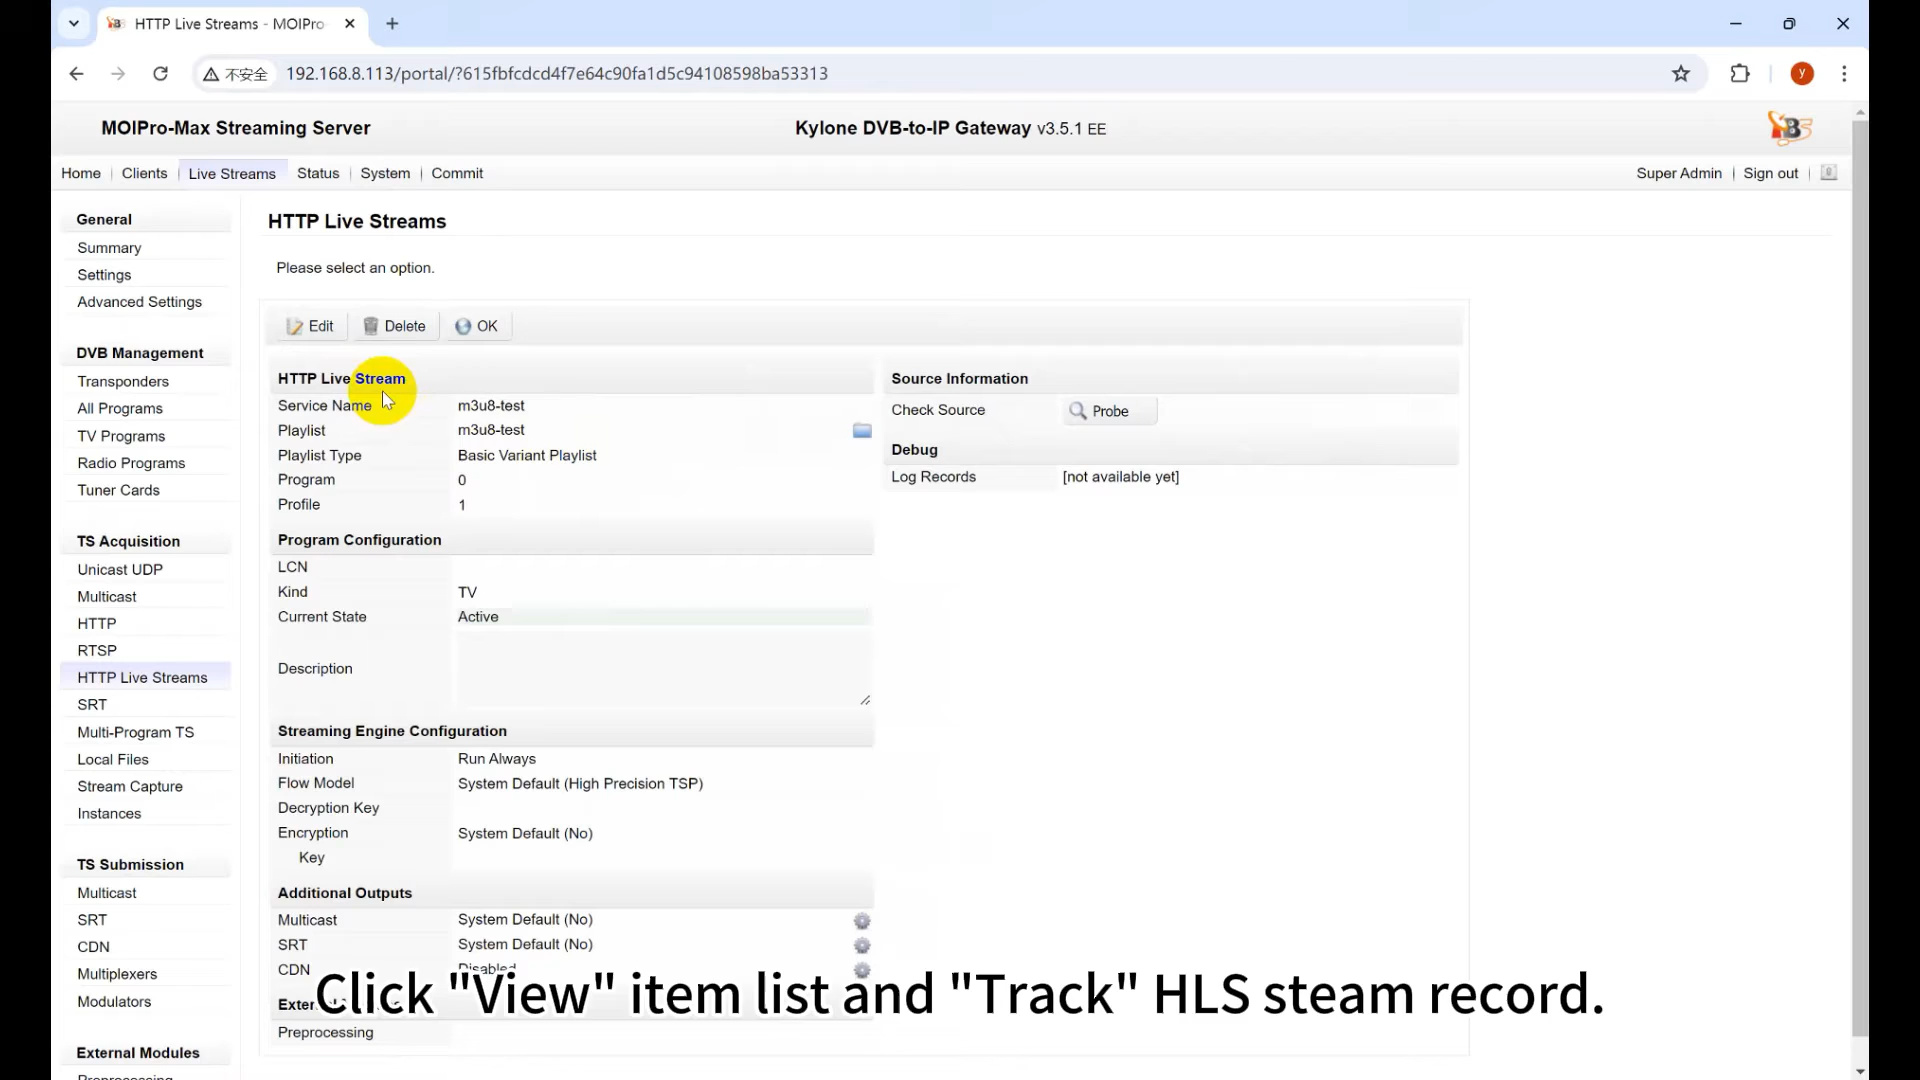 HTTP Live Streams - MOIPro
不安全 192.168.8.113/portal/?615fbfcdcd4f7e64c90fa1d5c94108598ba53313
y
MOIPro-Max Streaming Server
Kylone DVB-to-IP Gateway v3.5.1 EE
Home Clients Live Streams Status System Commit
Super Admin Sign out
General
Summary
Settings
Advanced Settings
DVB Management
Transponders
All Programs
TV Programs
Radio Programs
Tuner Cards
TS Acquisition
Unicast UDP
Multicast
HTTP
RTSP
HTTP Live Streams
SRT
Multi-Program TS
Local Files
Stream Capture
Instances
TS Submission
Multicast
SRT
CDN
Multiplexers
Modulators
External Modules
Preprocessing
HTTP Live Streams
Please select an option.
Edit Delete OK
HTTP Live Stream
Service Name m3u8-test
Playlist m3u8-test
Playlist Type Basic Variant Playlist
Program 0
Profile 1
Program Configuration
LCN
Kind TV
Current State Active
Description
Streaming Engine Configuration
Initiation Run Always
Flow Model System Default (High Precision TSP)
Decryption Key
Encryption System Default (No)
Key
Additional Outputs
Multicast System Default (No)
SRT System Default (No)
CDN Disabled
Preprocessing
Source Information
Check Source Probe
Debug
Log Records [not available yet]
Click "View" item list and "Track" HLS steam record.